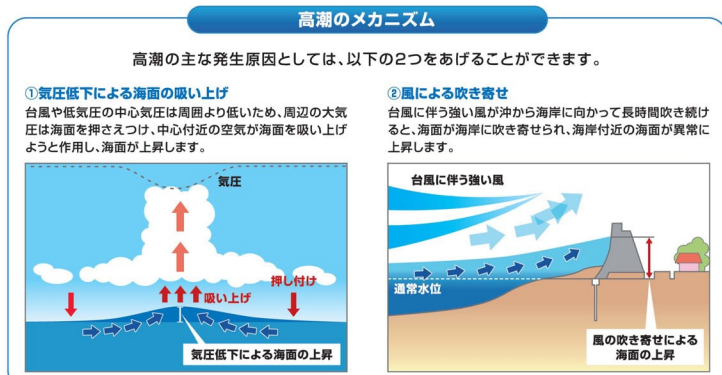 高潮のメカニズム
高潮の主な発生原因としては、以下の2つをあげることができます。
①気圧低下による海面の吸い上げ
台風や低気圧の中心気圧は周囲より低いため、周辺の大気
圧は海面を押さえつけ、中心付近の空気が海面を吸い上げ
ようと作用し、海面が上昇します。
気圧
押し付け
吸い上げ
気圧低下による海面の上昇
②風による吹き寄せ
台風に伴う強い風が沖から海岸に向かって長時間吹き続け
ると、海面が海岸に吹き寄せられ、海岸付近の海面が異常に
上昇します。
台風に伴う強い風
通常水位
風の吹き寄せによる
海面の上昇